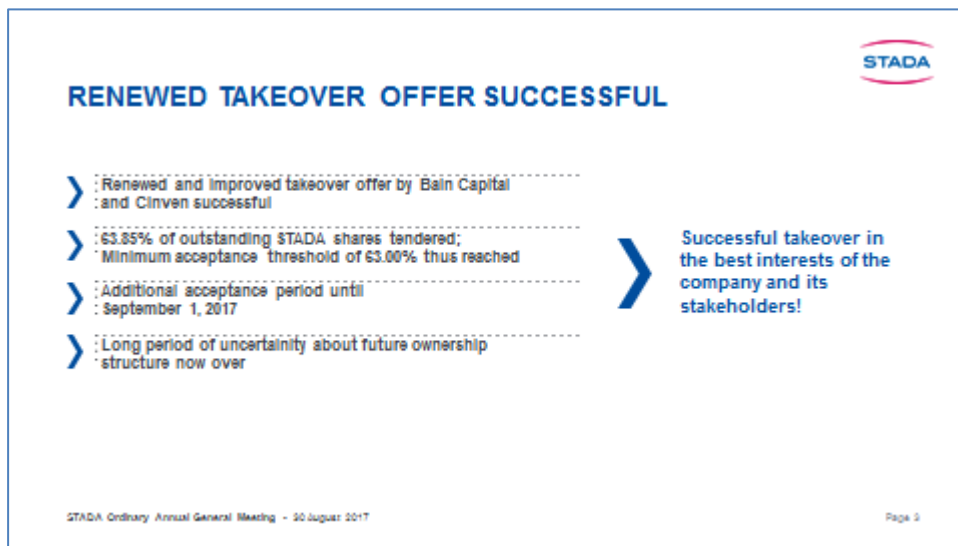 STADA
RENEWED TAKEOVER OFFER SUCCESSFUL
Renewed and improved takeover offer by Bain Capital
and Cinven successful
63.85% of outstanding STADA shares tendered;
Minimum acceptance threshold of 63.00% thus reached
Additional acceptance period until
September 1, 2017
Long period of uncertainity about future ownership
structure now over
Successful takeover in
the best interests of the
company and its
stakeholders!
STADA Ordinary Annual General Meeting - 30 August 2017
Page